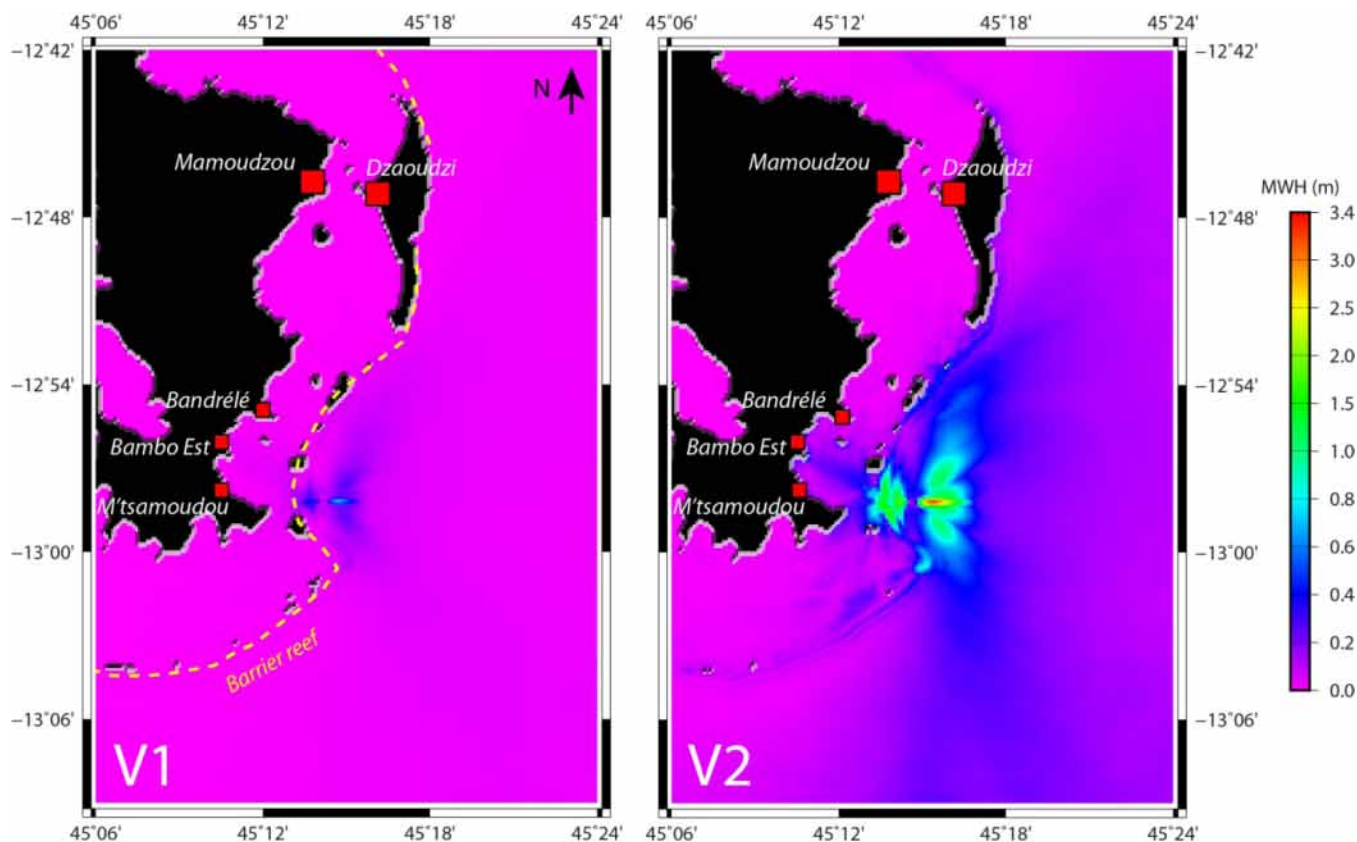 45°06' 45°12' 45°18' 45°24' 45°06' 45°12' 45°18' 45°24'
−12°42' −12°42'
N
Mamoudzou Dzaoudzi Mamoudzou Dzaoudzi
MWH (m)
−12°48' −12°48'
3.4
3.0
2.5
2.0
1.5
1.0
0.8
0.6
0.4
0.2
0.0
−12°54' −12°54'
Bandrélé Bandrélé
Bambo Est Bambo Est
M'tsamoudou M'tsamoudou
−13°00' −13°00'
Barrier reef
−13°06' −13°06'
V1 V2
45°06' 45°12' 45°18' 45°24' 45°06' 45°12' 45°18' 45°24'